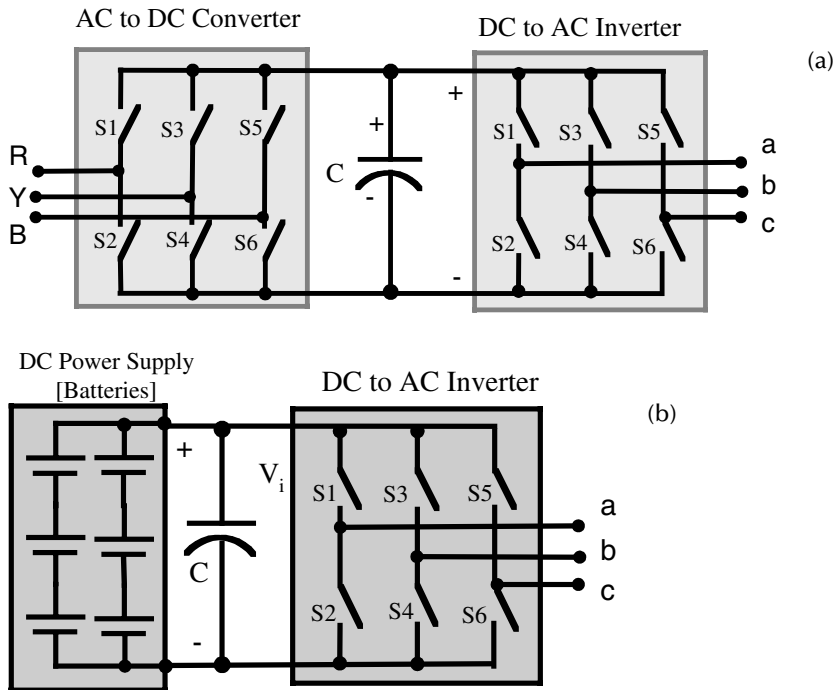 AC to DC Converter
DC to AC Inverter
(a)
S1
S3
S5
S1
S3
S5
+
+
R
Y
B
C
-
a
b
c
S2
S4
S6
S2
S4
S6
-
DC Power Supply
[Batteries]
DC to AC Inverter
(b)
+
Vi
S1
S3
S5
a
b
c
C
S2
S4
S6
-